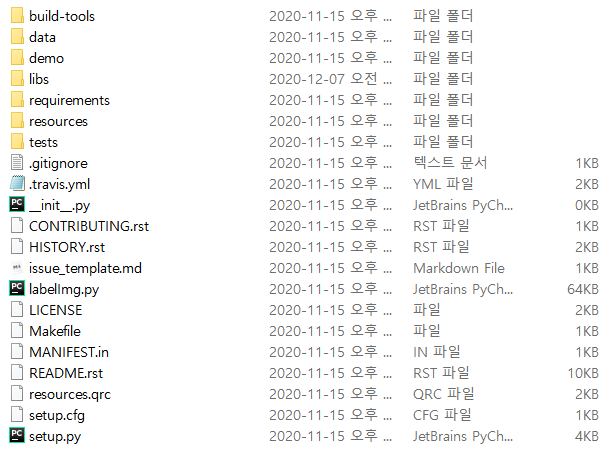 build-tools 2020-11-15 오후 ... 파일 폴더
data 2020-11-15 오후 ... 파일 폴더
demo 2020-11-15 오후 ... 파일 폴더
libs 2020-12-07 오전 ... 파일 폴더
requirements 2020-11-15 오후 ... 파일 폴더
resources 2020-11-15 오후 ... 파일 폴더
tests 2020-11-15 오후 ... 파일 폴더
.gitignore 2020-11-15 오후 ... 텍스트 문서 1KB
.travis.yml 2020-11-15 오후 ... YML 파일 2KB
PC __init__.py 2020-11-15 오후 ... JetBrains PyCh... 0KB
CONTRIBUTING.rst 2020-11-15 오후 ... RST 파일 1KB
HISTORY.rst 2020-11-15 오후 ... RST 파일 2KB
issue_template.md 2020-11-15 오후 ... Markdown File 1KB
PC labelImg.py 2020-11-15 오후 ... JetBrains PyCh... 64KB
LICENSE 2020-11-15 오후 ... 파일 2KB
Makefile 2020-11-15 오후 ... 파일 1KB
MANIFEST.in 2020-11-15 오후 ... IN 파일 1KB
README.rst 2020-11-15 오후 ... RST 파일 10KB
resources.qrc 2020-11-15 오후 ... QRC 파일 2KB
setup.cfg 2020-11-15 오후 ... CFG 파일 1KB
PC setup.py 2020-11-15 오후 ... JetBrains PyCh... 4KB